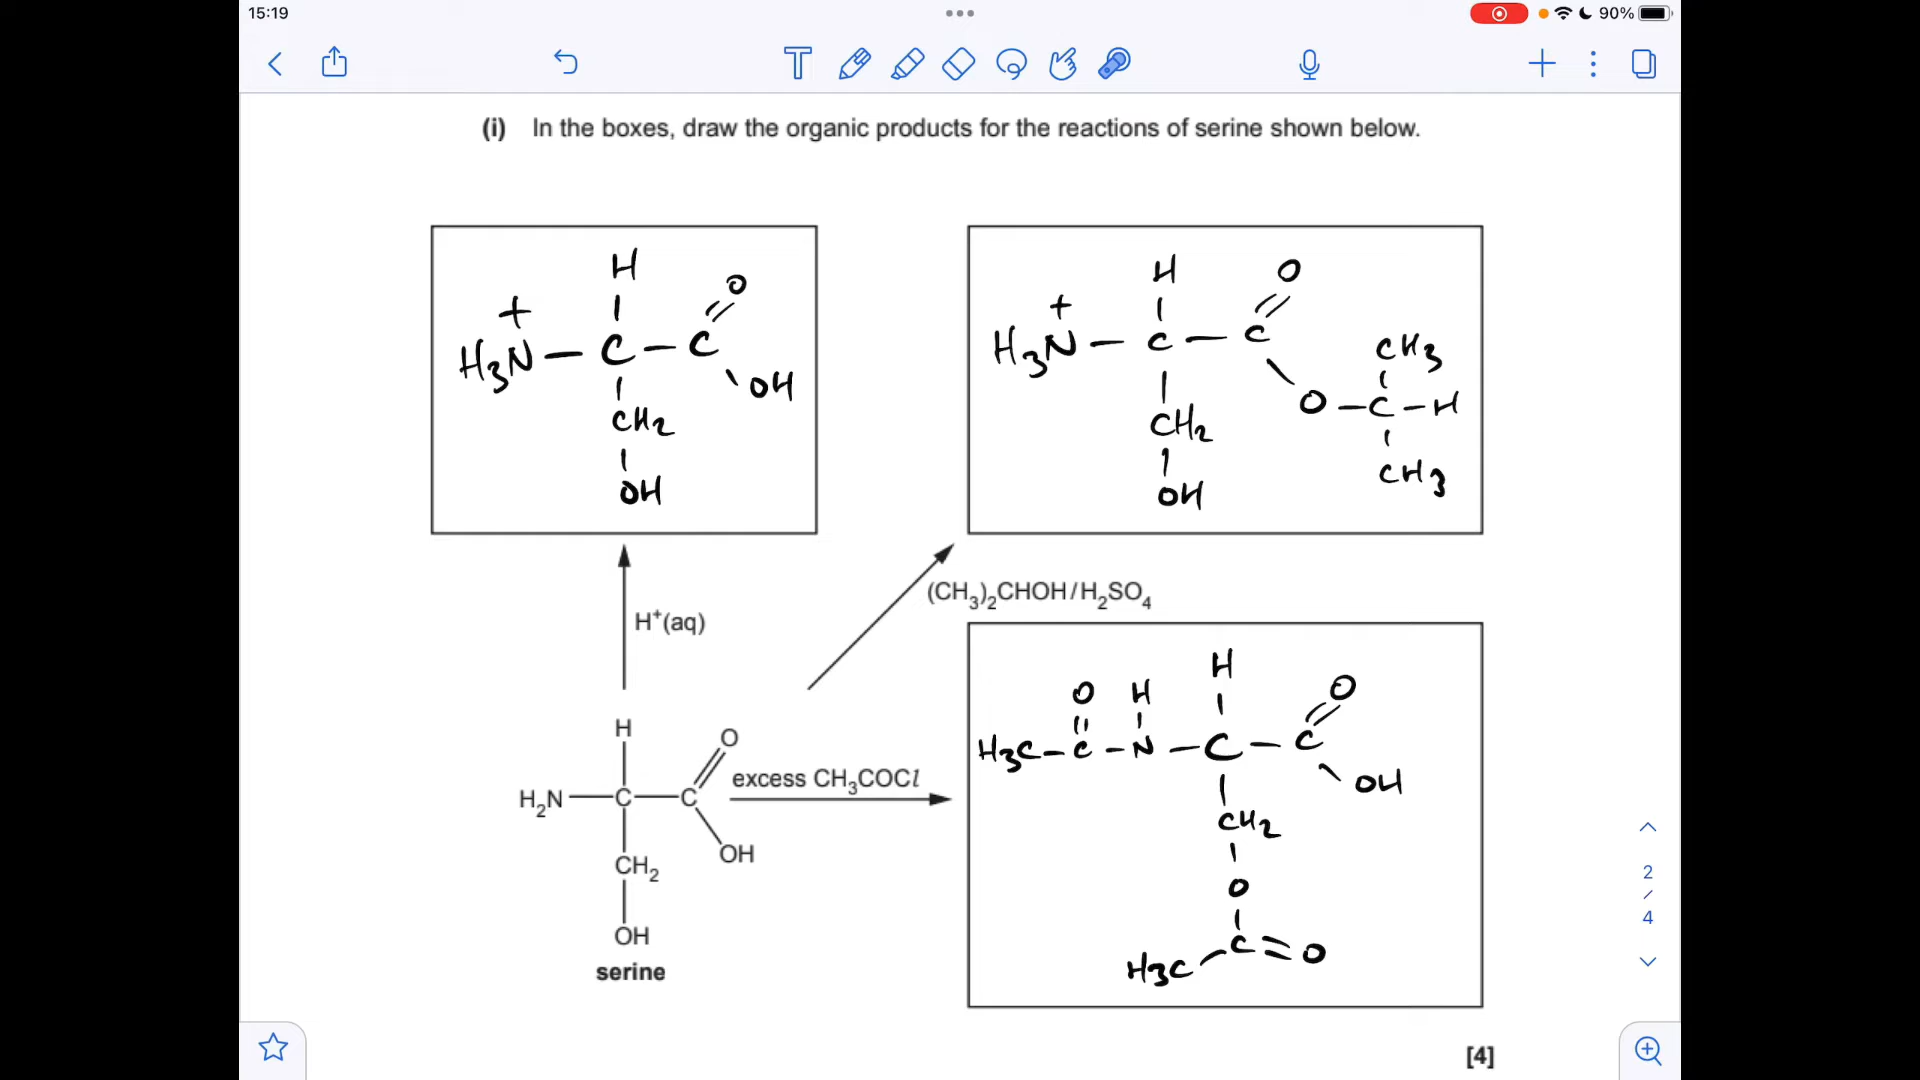 15:19
90%
T
(i) In the boxes, draw the organic products for the reactions of serine shown below.
H
O
+
H₃N – C – C
OH
CH₂
OH
H
O
+
H₃N – C – C
CH₃
O – C – H
CH₂
CH₃
OH
(CH₃)₂CHOH/H₂SO₄
H⁺(aq)
H
O H
O
H₃C – C – N – C – C
OH
CH₂
O
H₃C C = O
H
O
excess CH₃COCl
H₂N – C – C
OH
CH₂
OH
serine
2
/
4
[4]